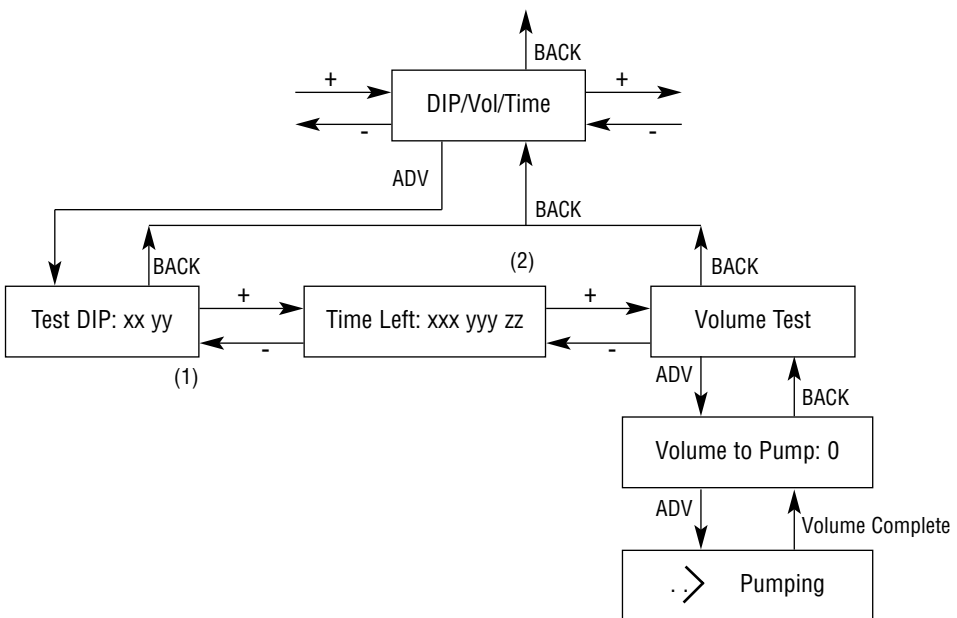 BACK
+
+
DIP/Vol/Time
-
-
ADV
BACK
BACK
(2)
BACK
+
+
Test DIP: xx yy
Time Left: xxx yyy zz
Volume Test
-
-
(1)
ADV
BACK
Volume to Pump: 0
ADV
Volume Complete
. . > Pumping